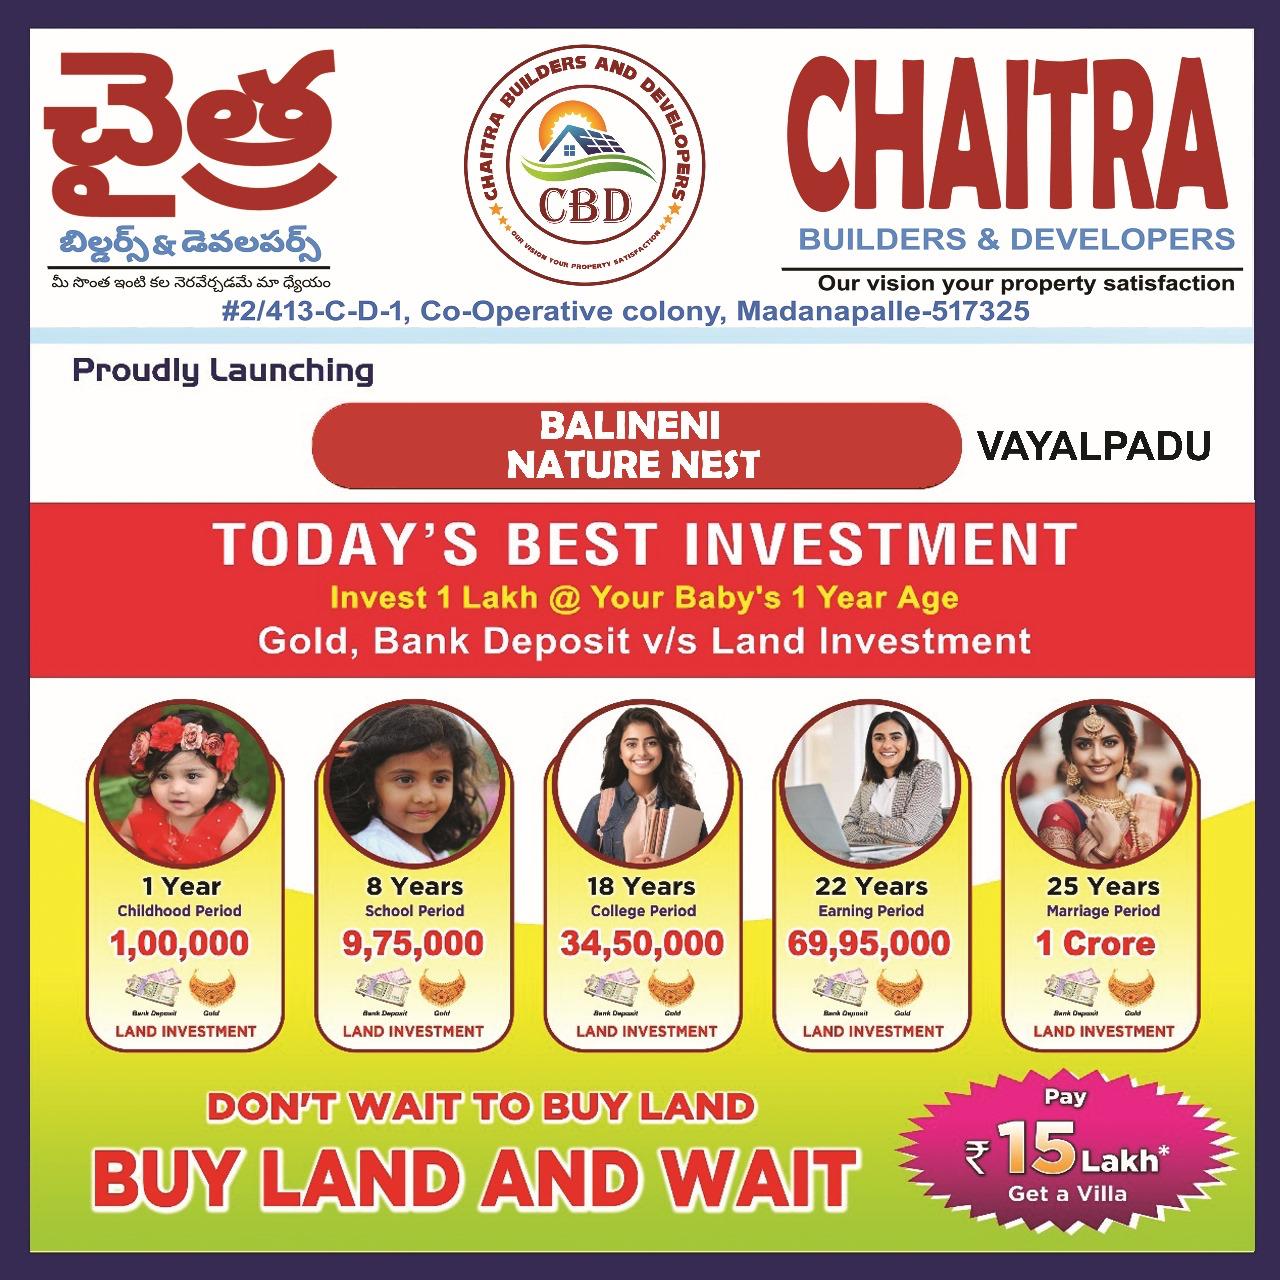 చైత్ర
బిల్డర్స్ & డెవలపర్స్
మీ సొంత ఇంటి కల నెరవేర్చడమే మా ధ్యేయం
CHAITRA BUILDERS AND DEVELOPERS
CBD
OUR VISION YOUR PROPERTY SATISFACTION
CHAITRA
BUILDERS & DEVELOPERS
Our vision your property satisfaction
#2/413-C-D-1, Co-Operative colony, Madanapalle-517325
Proudly Launching
BALINENI
NATURE NEST
VAYALPADU
TODAY'S BEST INVESTMENT
Invest 1 Lakh @ Your Baby's 1 Year Age
Gold, Bank Deposit v/s Land Investment
1 Year
Childhood Period
1,00,000
Bank Deposit Gold
LAND INVESTMENT
8 Years
School Period
9,75,000
Bank Deposit Gold
LAND INVESTMENT
18 Years
College Period
34,50,000
Bank Deposit Gold
LAND INVESTMENT
22 Years
Earning Period
69,95,000
Bank Deposit Gold
LAND INVESTMENT
25 Years
Marriage Period
1 Crore
Bank Deposit Gold
LAND INVESTMENT
DON'T WAIT TO BUY LAND
BUY LAND AND WAIT
Pay
₹ 15 Lakh*
Get a Villa